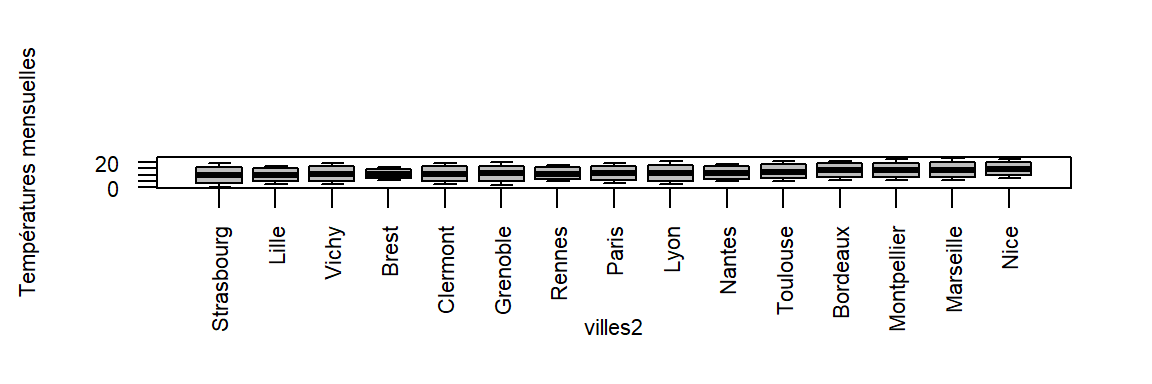 Températures mensuelles
20
0
Strasbourg
Lille
Vichy
Brest
Clermont
Grenoble
Rennes
Paris
Lyon
Nantes
Toulouse
Bordeaux
Montpellier
Marseille
Nice
villes2